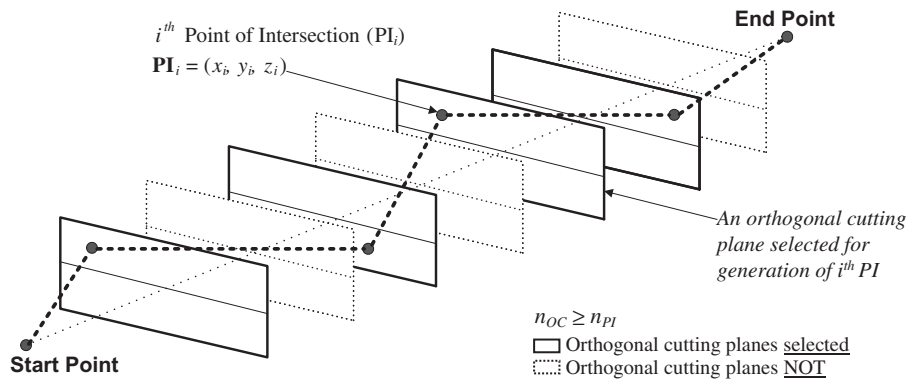 End Point
i^th Point of Intersection (PI_i)
PI_i = (x_i, y_i, z_i)
An orthogonal cutting
plane selected for
generation of i^th PI
n_OC ≥ n_PI
Orthogonal cutting planes selected
Orthogonal cutting planes NOT
Start Point